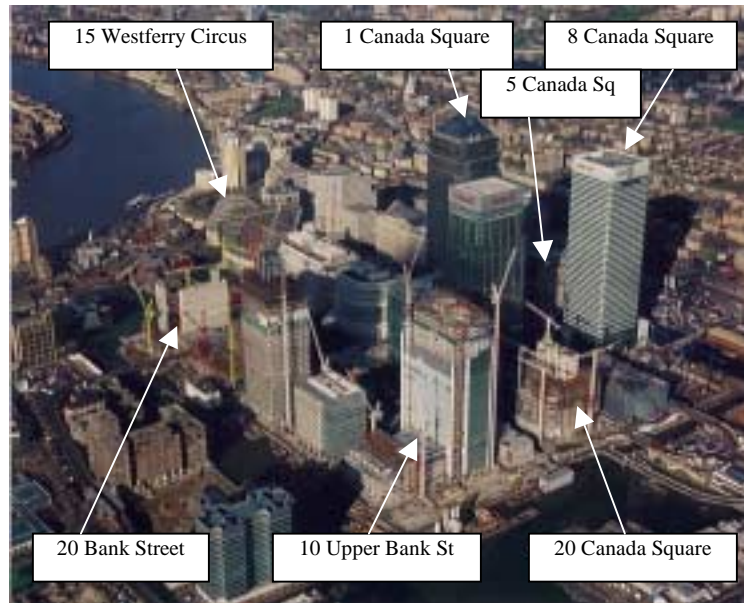 15 Westferry Circus
1 Canada Square
8 Canada Square
5 Canada Sq
20 Bank Street
10 Upper Bank St
20 Canada Square